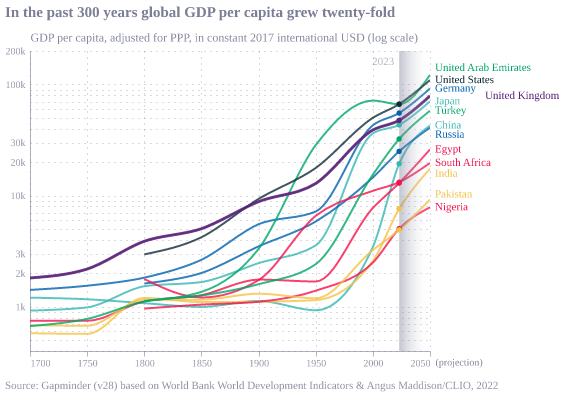 In the past 300 years global GDP per capita grew twenty-fold
GDP per capita, adjusted for PPP, in constant 2017 international USD (log scale)
200k
100k
30k
20k
10k
3k
2k
1k
2023
United Arab Emirates
United States
Germany
United Kingdom
Japan
Turkey
China
Russia
Egypt
South Africa
India
Pakistan
Nigeria
1700 1750 1800 1850 1900 1950 2000 2050 (projection)
Source: Gapminder (v28) based on World Bank World Development Indicators & Angus Maddison/CLIO, 2022